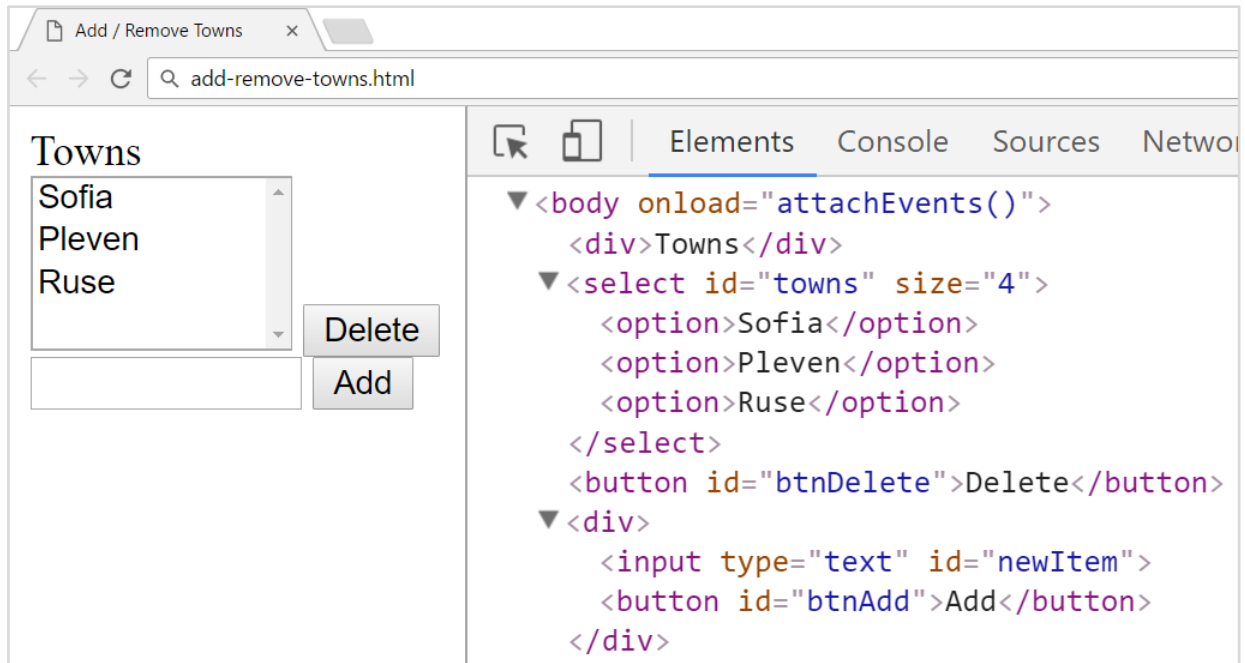 Add / Remove Towns ×
add-remove-towns.html
Towns
Sofia
Pleven
Ruse
Delete
Add
Elements Console Sources
<body onload="attachEvents()">
<div>Towns</div>
<select id="towns" size="4">
<option>Sofia</option>
<option>Pleven</option>
<option>Ruse</option>
</select>
<button id="btnDelete">Delete</button>
<div>
<input type="text" id="newItem">
<button id="btnAdd">Add</button>
</div>